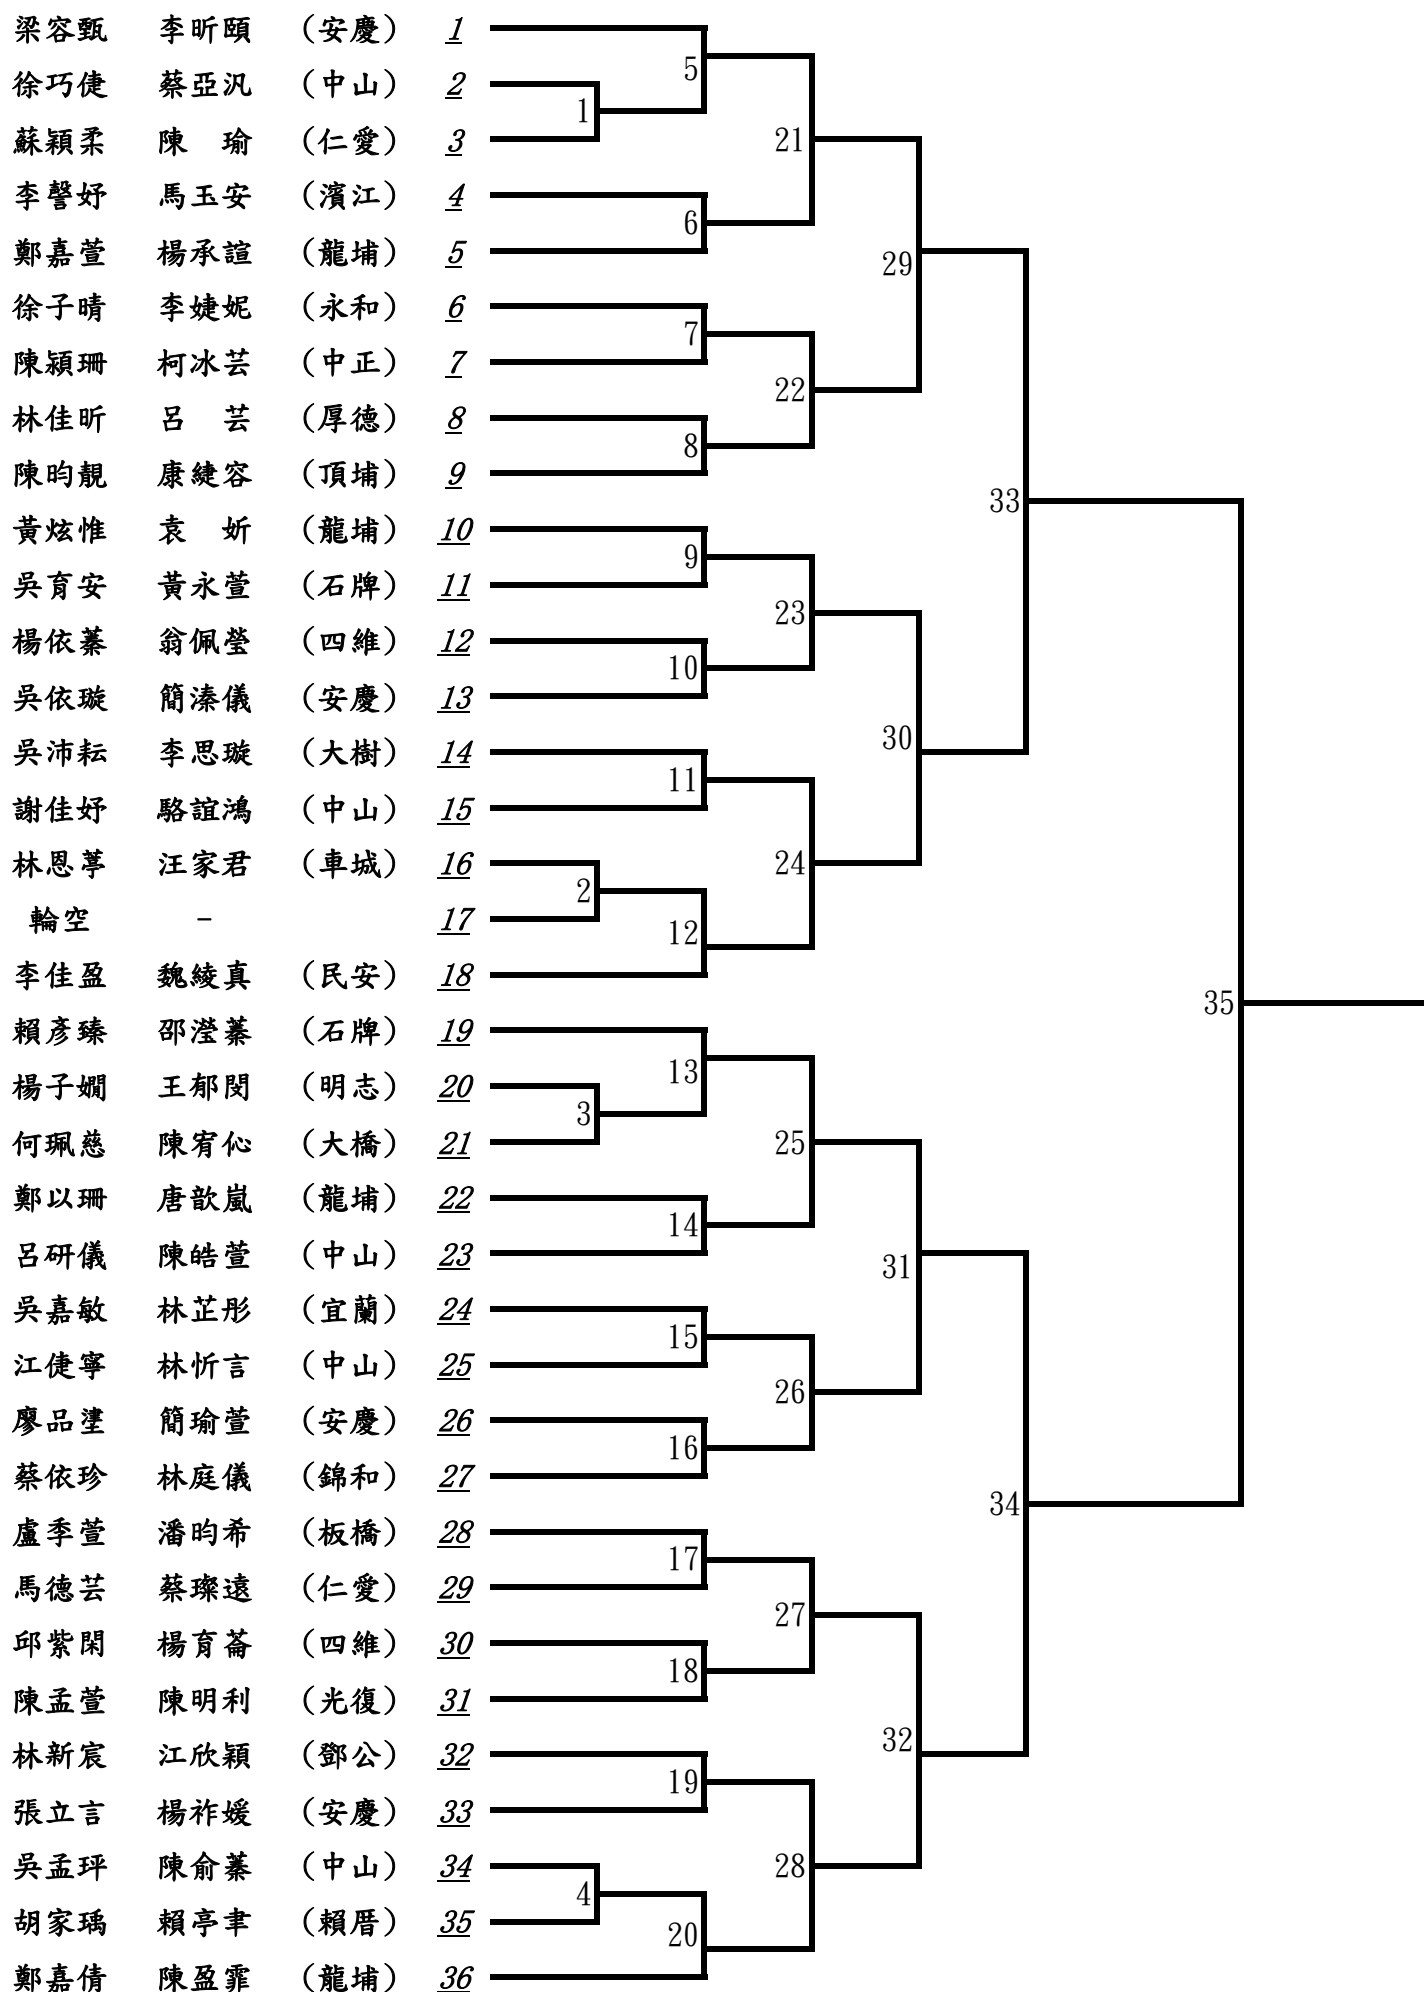 梁容甄 李昕頤 (安慶) 1
徐巧倢 蔡亞汎 (中山) 2
5
1
蘇穎柔 陳 瑜 (仁愛) 3
21
李謦妤 馬玉安 (濱江) 4
6
鄭嘉萱 楊承諠 (龍埔) 5
29
徐子晴 李婕妮 (永和) 6
7
陳潁珊 柯冰芸 (中正) 7
22
林佳昕 呂 芸 (厚德) 8
8
陳昀靚 康緁容 (頂埔) 9
33
黃炫惟 袁 妡 (龍埔) 10
9
吳育安 黃永萱 (石牌) 11
23
楊依蓁 翁佩瑩 (四維) 12
10
吳依璇 簡溱儀 (安慶) 13
30
吳沛耘 李思璇 (大樹) 14
11
謝佳妤 駱誼鴻 (中山) 15
林恩葶 汪家君 (車城) 16
24
2
輪空 - 17
12
李佳盈 魏綾真 (民安) 18
35
賴彥臻 邵瀅蓁 (石牌) 19
13
楊子嫺 王郁閔 (明志) 20
3
何珮慈 陳宥伈 (大橋) 21
25
鄭以珊 唐歆嵐 (龍埔) 22
14
呂研儀 陳皓萱 (中山) 23
31
吳嘉敏 林芷彤 (宜蘭) 24
15
江倢寧 林忻言 (中山) 25
26
廖品瀅 簡瑜萱 (安慶) 26
16
蔡依珍 林庭儀 (錦和) 27
34
盧季萱 潘昀希 (板橋) 28
17
馬德芸 蔡璨遠 (仁愛) 29
27
邱紫閑 楊育菕 (四維) 30
18
陳孟萱 陳明利 (光復) 31
32
林新宸 江欣穎 (鄧公) 32
19
張立言 楊祚媛 (安慶) 33
吳孟玶 陳俞蓁 (中山) 34
28
4
胡家瑀 賴亭聿 (賴厝) 35
20
鄭嘉倩 陳盈霏 (龍埔) 36